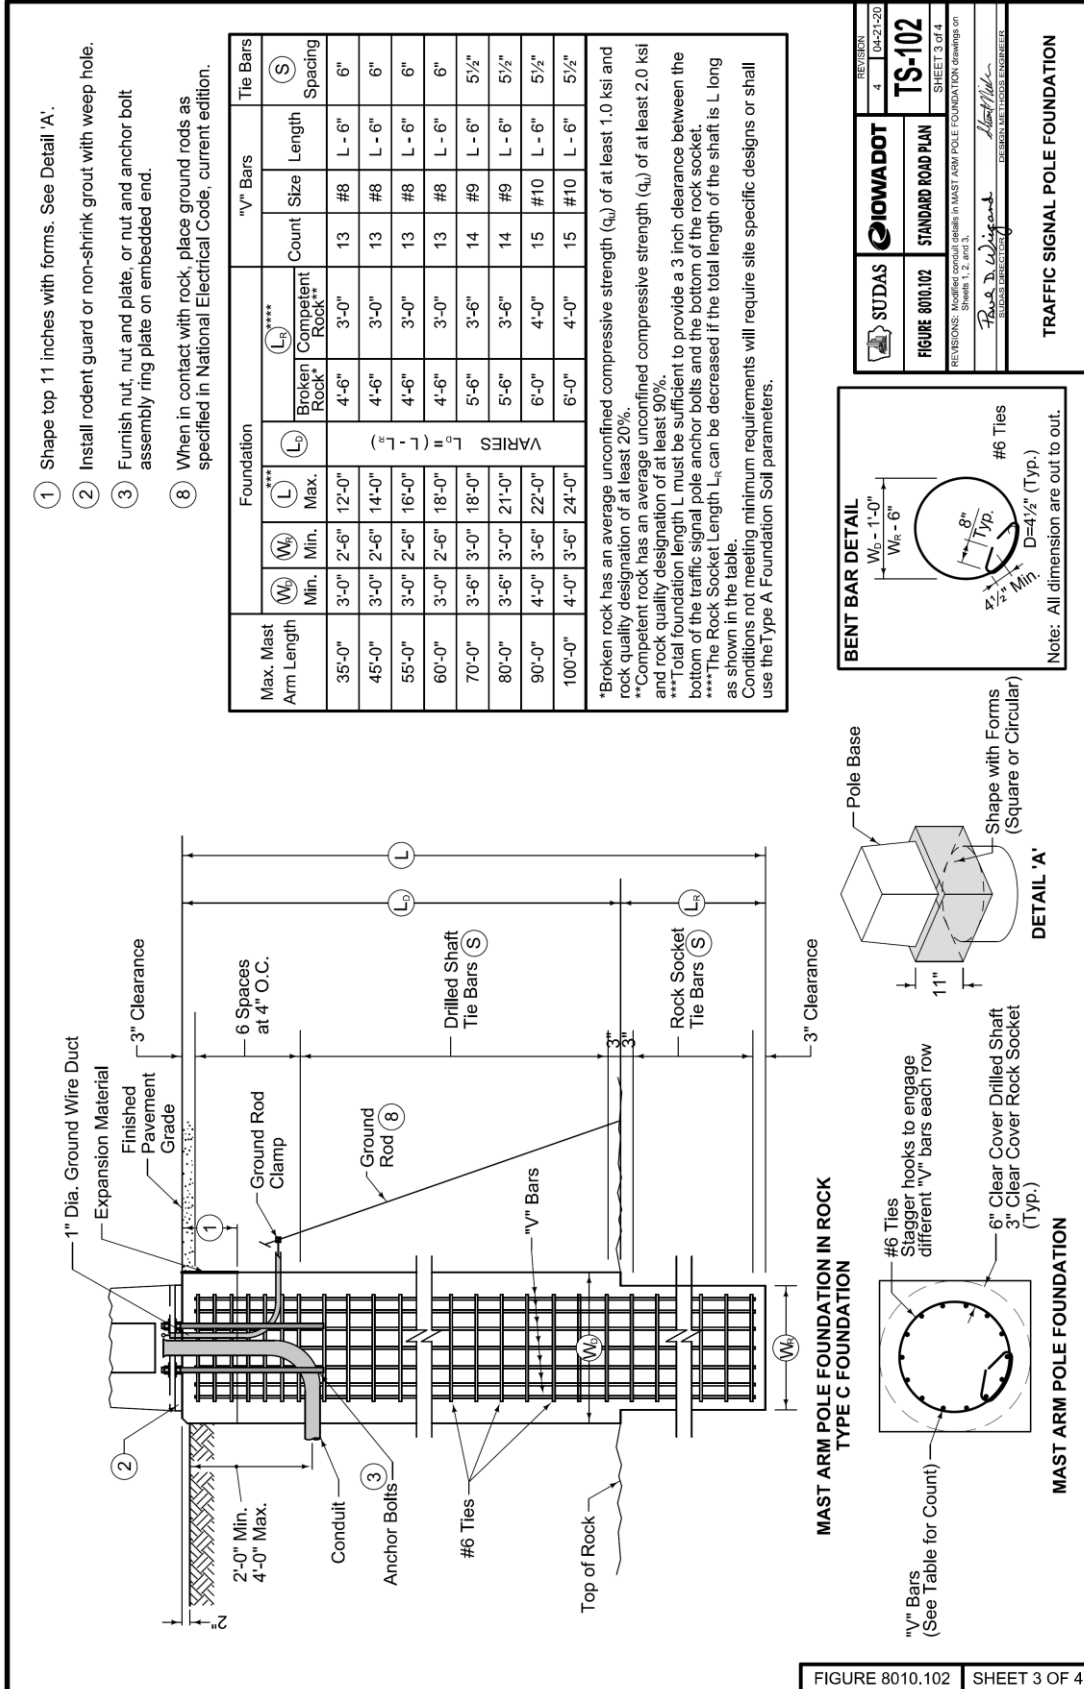 1 Shape top 11 inches with forms. See Detail 'A'.
2 Install rodent guard or non-shrink grout with weep hole.
3 Furnish nut, nut and plate, or nut and anchor bolt
assembly ring plate on embedded end.
8 When in contact with rock, place ground rods as
specified in National Electrical Code, current edition.
1" Dia. Ground Wire Duct
Expansion Material
Finished
Pavement
Grade
3" Clearance
6 Spaces
at 4" O.C.
Ground Rod
Clamp
Ground
Rod 8
Drilled Shaft
Tie Bars S
"V" Bars
3"
3"
Rock Socket
Tie Bars S
3" Clearance
L
LD
LR
1
2
2"
2'-0" Min.
4'-0" Max.
Conduit
3
Anchor Bolts
#6 Ties
Top of Rock
WD
WR
MAST ARM POLE FOUNDATION IN ROCK
TYPE C FOUNDATION
Max. Mast
Arm Length
Foundation
"V" Bars
Tie Bars
WD Min.
WR Min.
L *** Max.
LD
LR ****
Broken Rock*
Competent Rock**
Count
Size
Length
S Spacing
35'-0" 3'-0" 2'-6" 12'-0" 4'-6" 3'-0" 13 #8 L - 6" 6"
45'-0" 3'-0" 2'-6" 14'-0" 4'-6" 3'-0" 13 #8 L - 6" 6"
55'-0" 3'-0" 2'-6" 16'-0" 4'-6" 3'-0" 13 #8 L - 6" 6"
60'-0" 3'-0" 2'-6" 18'-0" 4'-6" 3'-0" 13 #8 L - 6" 6"
70'-0" 3'-6" 3'-0" 18'-0" 5'-6" 3'-6" 14 #9 L - 6" 5½"
80'-0" 3'-6" 3'-0" 21'-0" 5'-6" 3'-6" 14 #9 L - 6" 5½"
90'-0" 4'-0" 3'-6" 22'-0" 6'-0" 4'-0" 15 #10 L - 6" 5½"
100'-0" 4'-0" 3'-6" 24'-0" 6'-0" 4'-0" 15 #10 L - 6" 5½"
VARIES LD = (L - LR)
*Broken rock has an average unconfined compressive strength (qu) of at least 1.0 ksi and
rock quality designation of at least 20%.
**Competent rock has an average unconfined compressive strength (qu) of at least 2.0 ksi
and rock quality designation of at least 90%.
***Total foundation length L must be sufficient to provide a 3 inch clearance between the
bottom of the traffic signal pole anchor bolts and the bottom of the rock socket.
****The Rock Socket Length LR can be decreased if the total length of the shaft is L long
as shown in the table.
Conditions not meeting minimum requirements will require site specific designs or shall
use theType A Foundation Soil parameters.
"V" Bars
(See Table for Count)
#6 Ties
Stagger hooks to engage
different "V" bars each row
6" Clear Cover Drilled Shaft
3" Clear Cover Rock Socket
(Typ.)
MAST ARM POLE FOUNDATION
Pole Base
11"
Shape with Forms
(Square or Circular)
DETAIL 'A'
BENT BAR DETAIL
WD - 1'-0"
WR - 6"
8"
Typ.
4½" Min.
#6 Ties
D=4½" (Typ.)
Note: All dimension are out to out.
SUDAS
IOWADOT
REVISION
4 04-21-20
TS-102
SHEET 3 of 4
FIGURE 8010.102
STANDARD ROAD PLAN
REVISIONS: Modified conduit details in MAST ARM POLE FOUNDATION drawings on
Sheets 1, 2, and 3.
Paul D. Wiegand
SUDAS DIRECTOR
DESIGN METHODS ENGINEER
TRAFFIC SIGNAL POLE FOUNDATION
FIGURE 8010.102
SHEET 3 OF 4